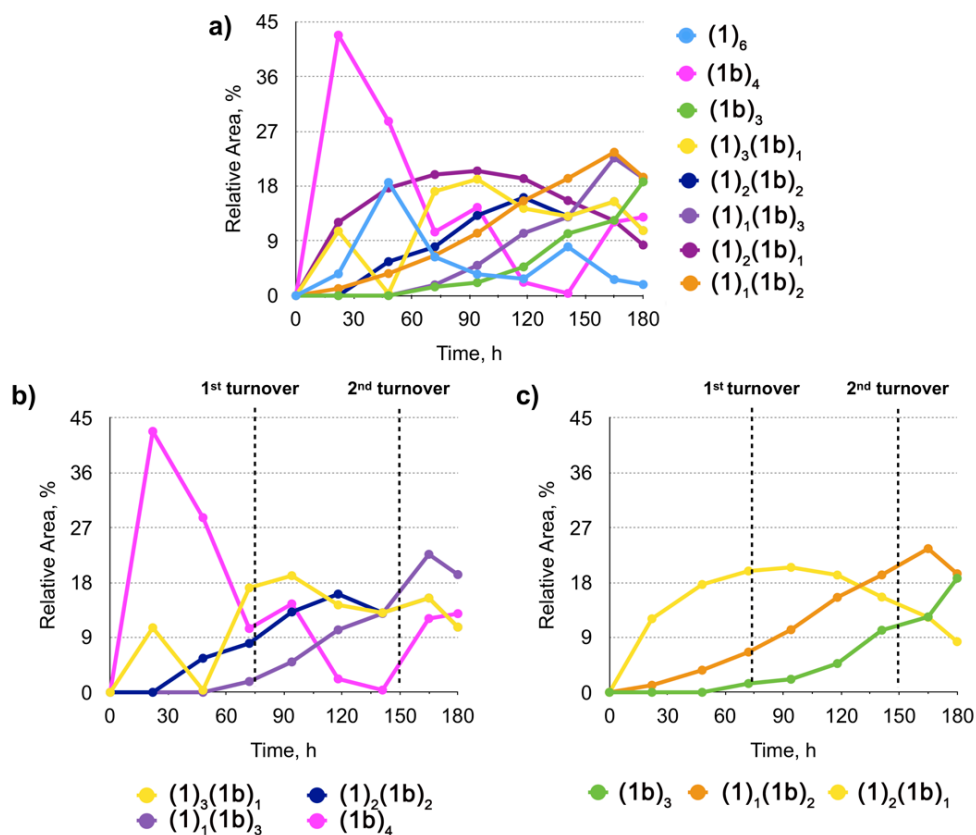 a)
45
36
27
18
9
0
Relative Area, %
0 30 60 90 120 150 180
Time, h
(1)₆
(1b)₄
(1b)₃
(1)₃(1b)₁
(1)₂(1b)₂
(1)₁(1b)₃
(1)₂(1b)₁
(1)₁(1b)₂
b)
1st turnover 2nd turnover
45
36
27
18
9
0
Relative Area, %
0 30 60 90 120 150 180
Time, h
(1)₃(1b)₁ (1)₂(1b)₂
(1)₁(1b)₃ (1b)₄
c)
1st turnover 2nd turnover
45
36
27
18
9
0
Relative Area, %
0 30 60 90 120 150 180
Time, h
(1b)₃ (1)₁(1b)₂ (1)₂(1b)₁